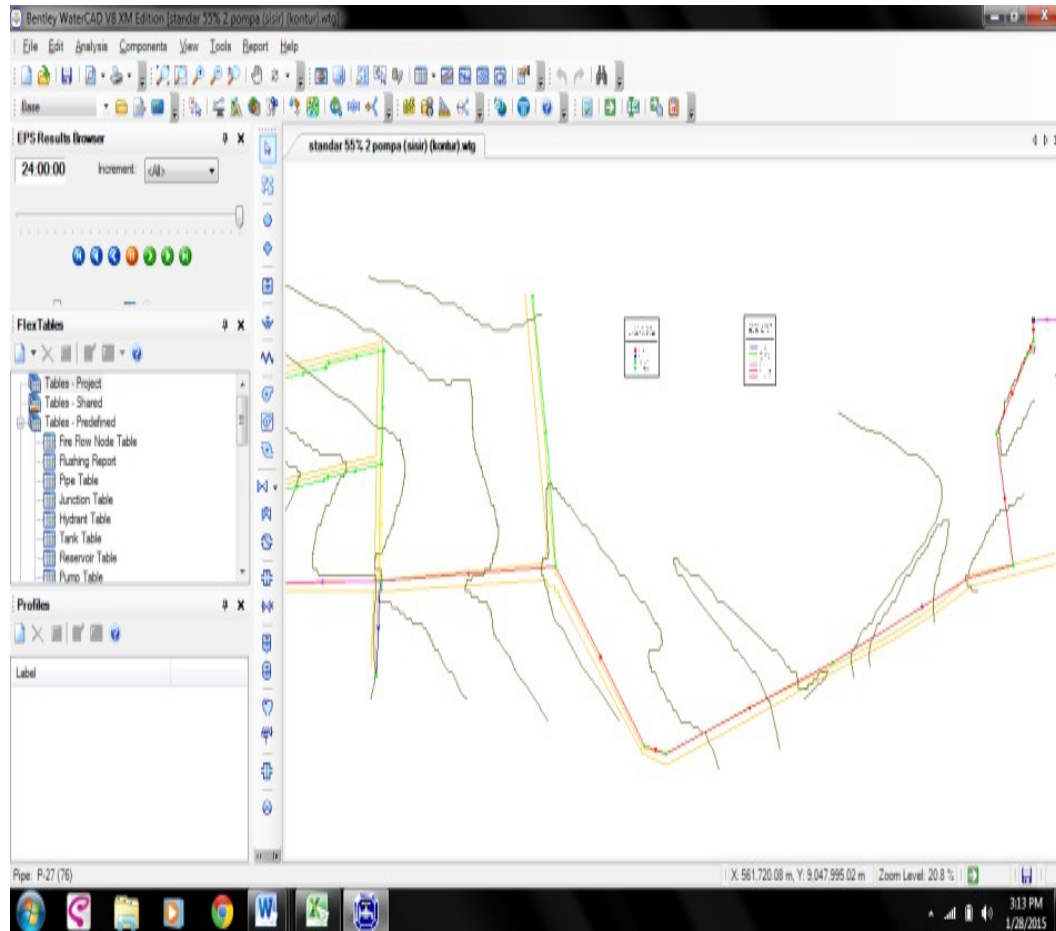 Bentley WaterCAD V8 XM Edition [standar 55% 2 pompa (sisir) (kontur).wtg]
File Edit Analysis Components View Tools Report Help
Base
EPS Results Browser
24:00:00 Increment: <All>
standar 55% 2 pompa (sisir) (kontur).wtg
FlexTables
Tables - Project
Tables - Shared
Tables - Predefined
Fire Flow Node Table
Flushing Report
Pipe Table
Junction Table
Hydrant Table
Tank Table
Reservoir Table
Pump Table
Profiles
Label
Pipe: P-27 (76)
X: 561,720.08 m, Y: 9,047,995.02 m Zoom Level: 20.8 %
3:13 PM
1/28/2015